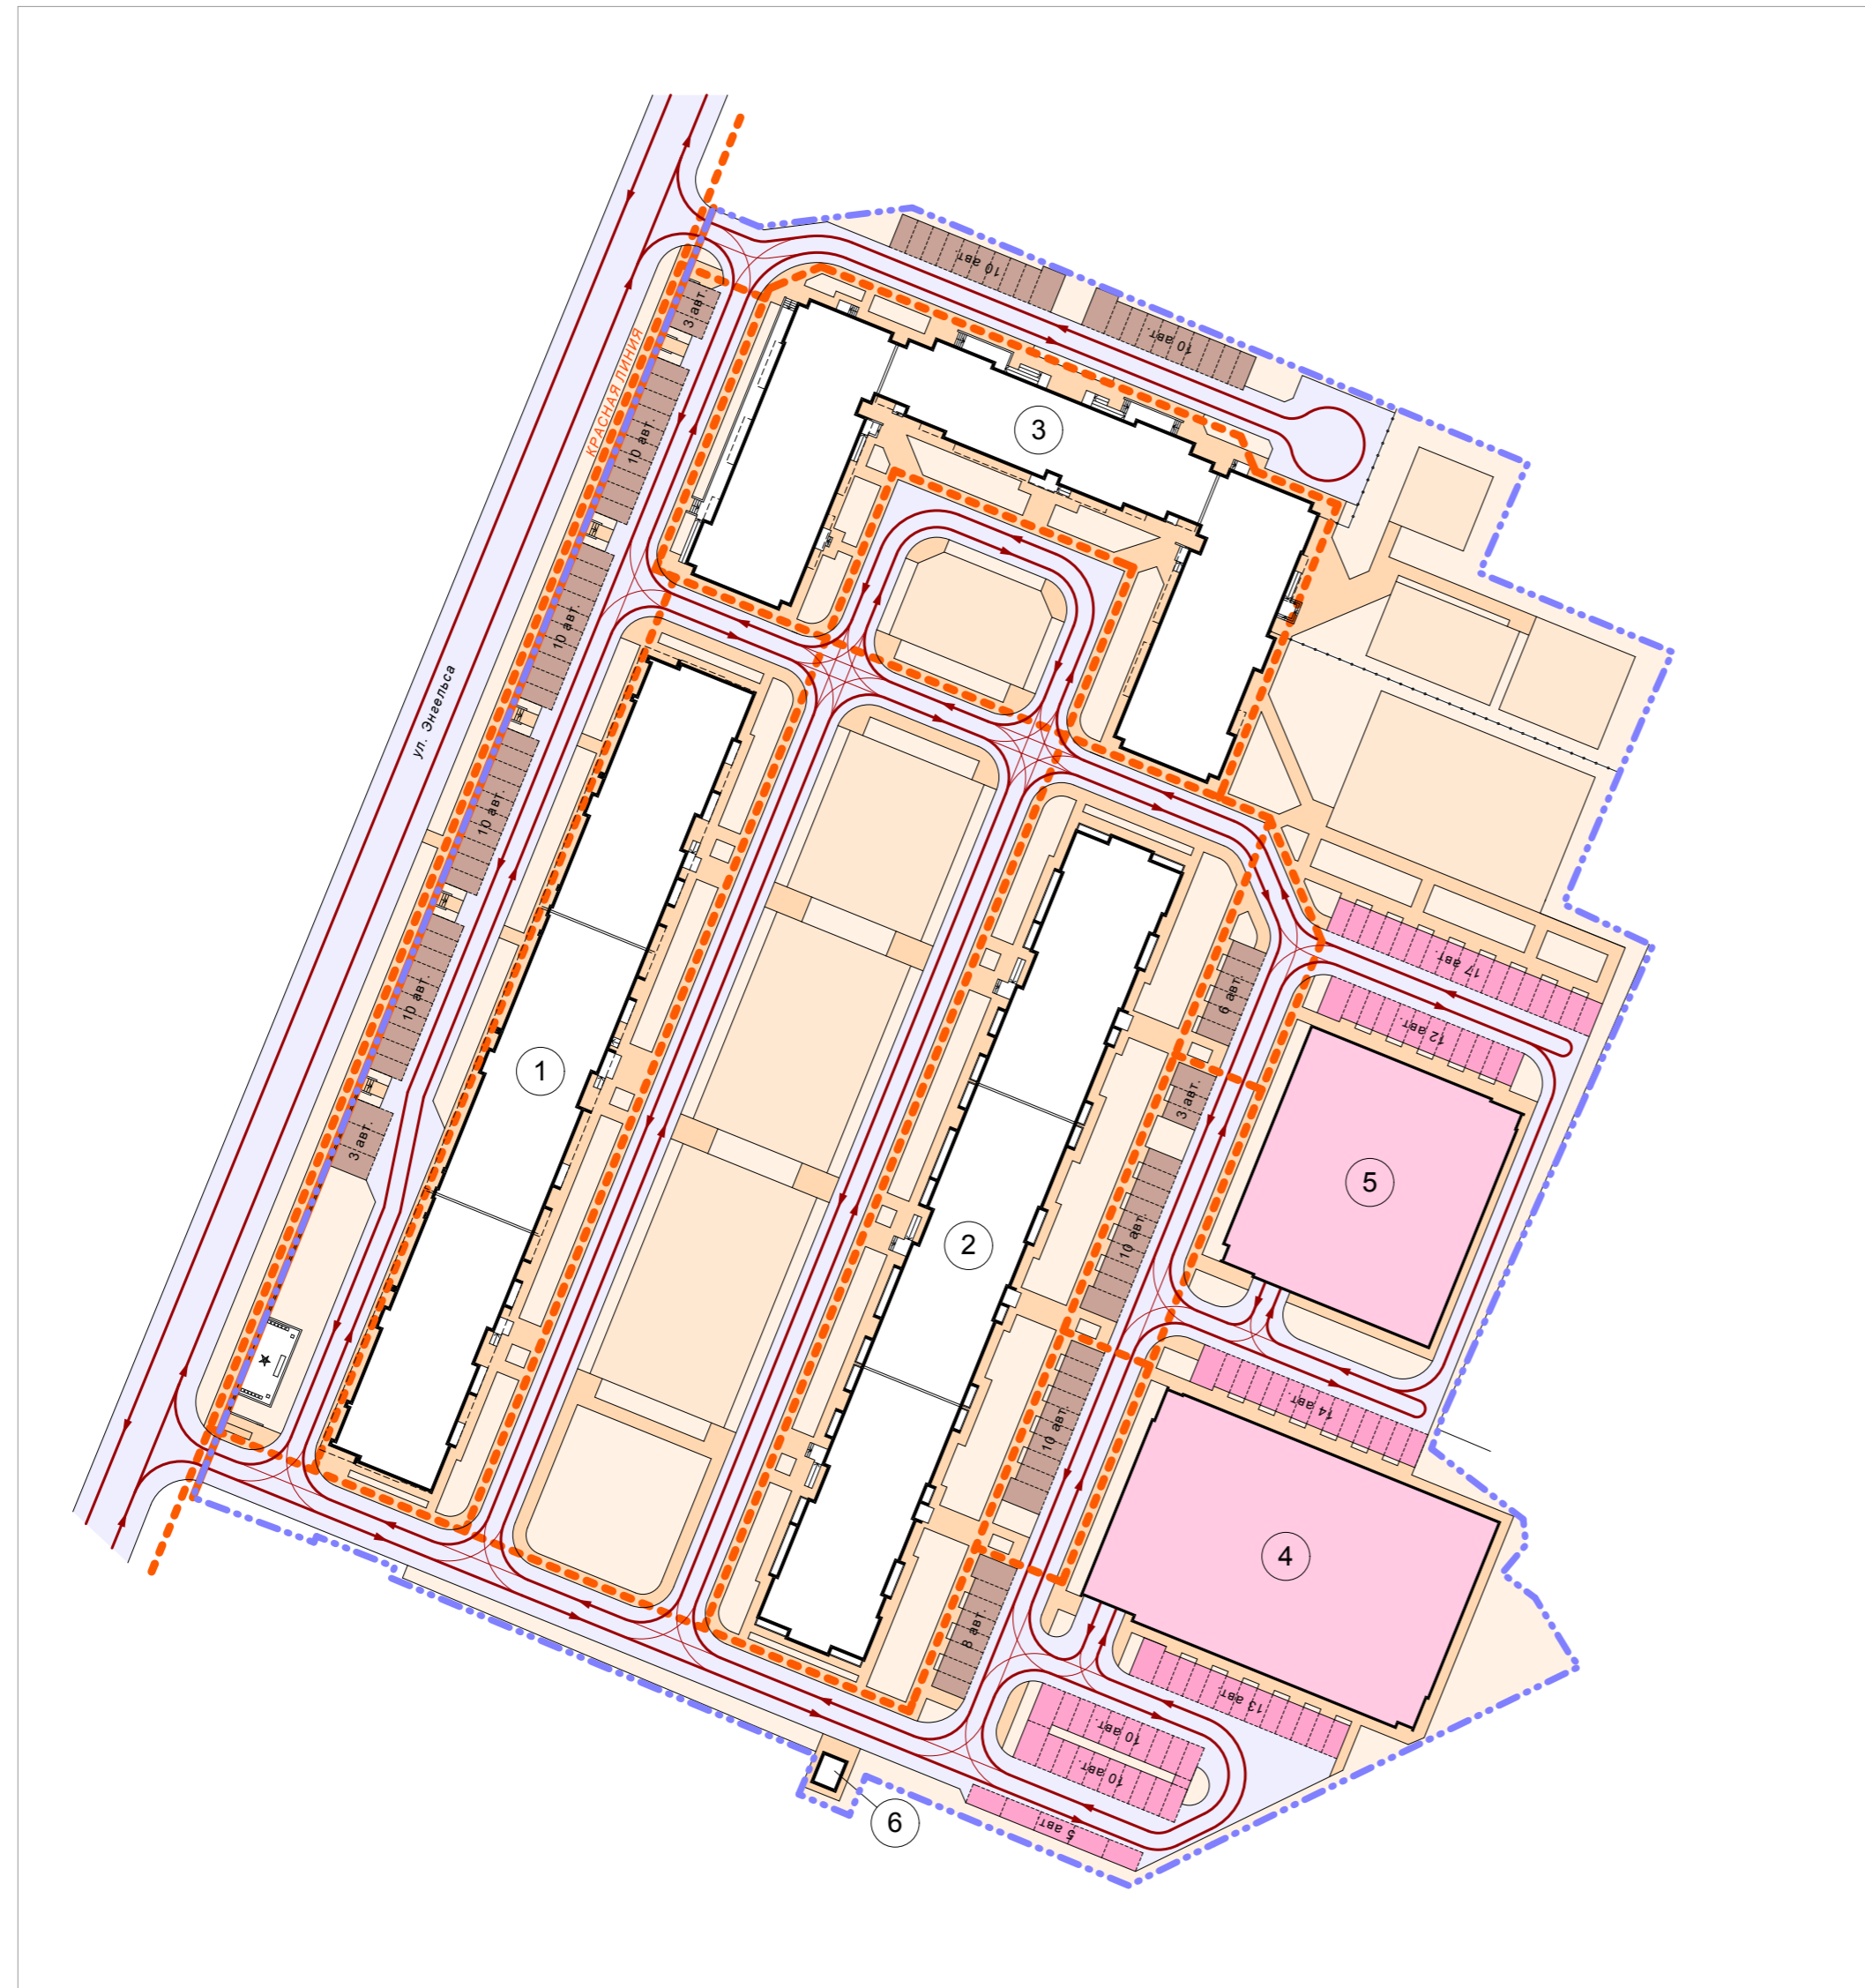 10 авт
10 авт.
3 авт.
КРАСНАЯ ЛИНИЯ
10 авт.
3
10 авт.
ул. Энгельса
10 авт.
17 авт
6 авт.
10 авт.
12 авт
1
3 авт.
3 авт.
5
10 авт.
2
14 авт
10 авт.
4
8 авт.
13 авт
10 авт.
10 авт.
6
5 авт.